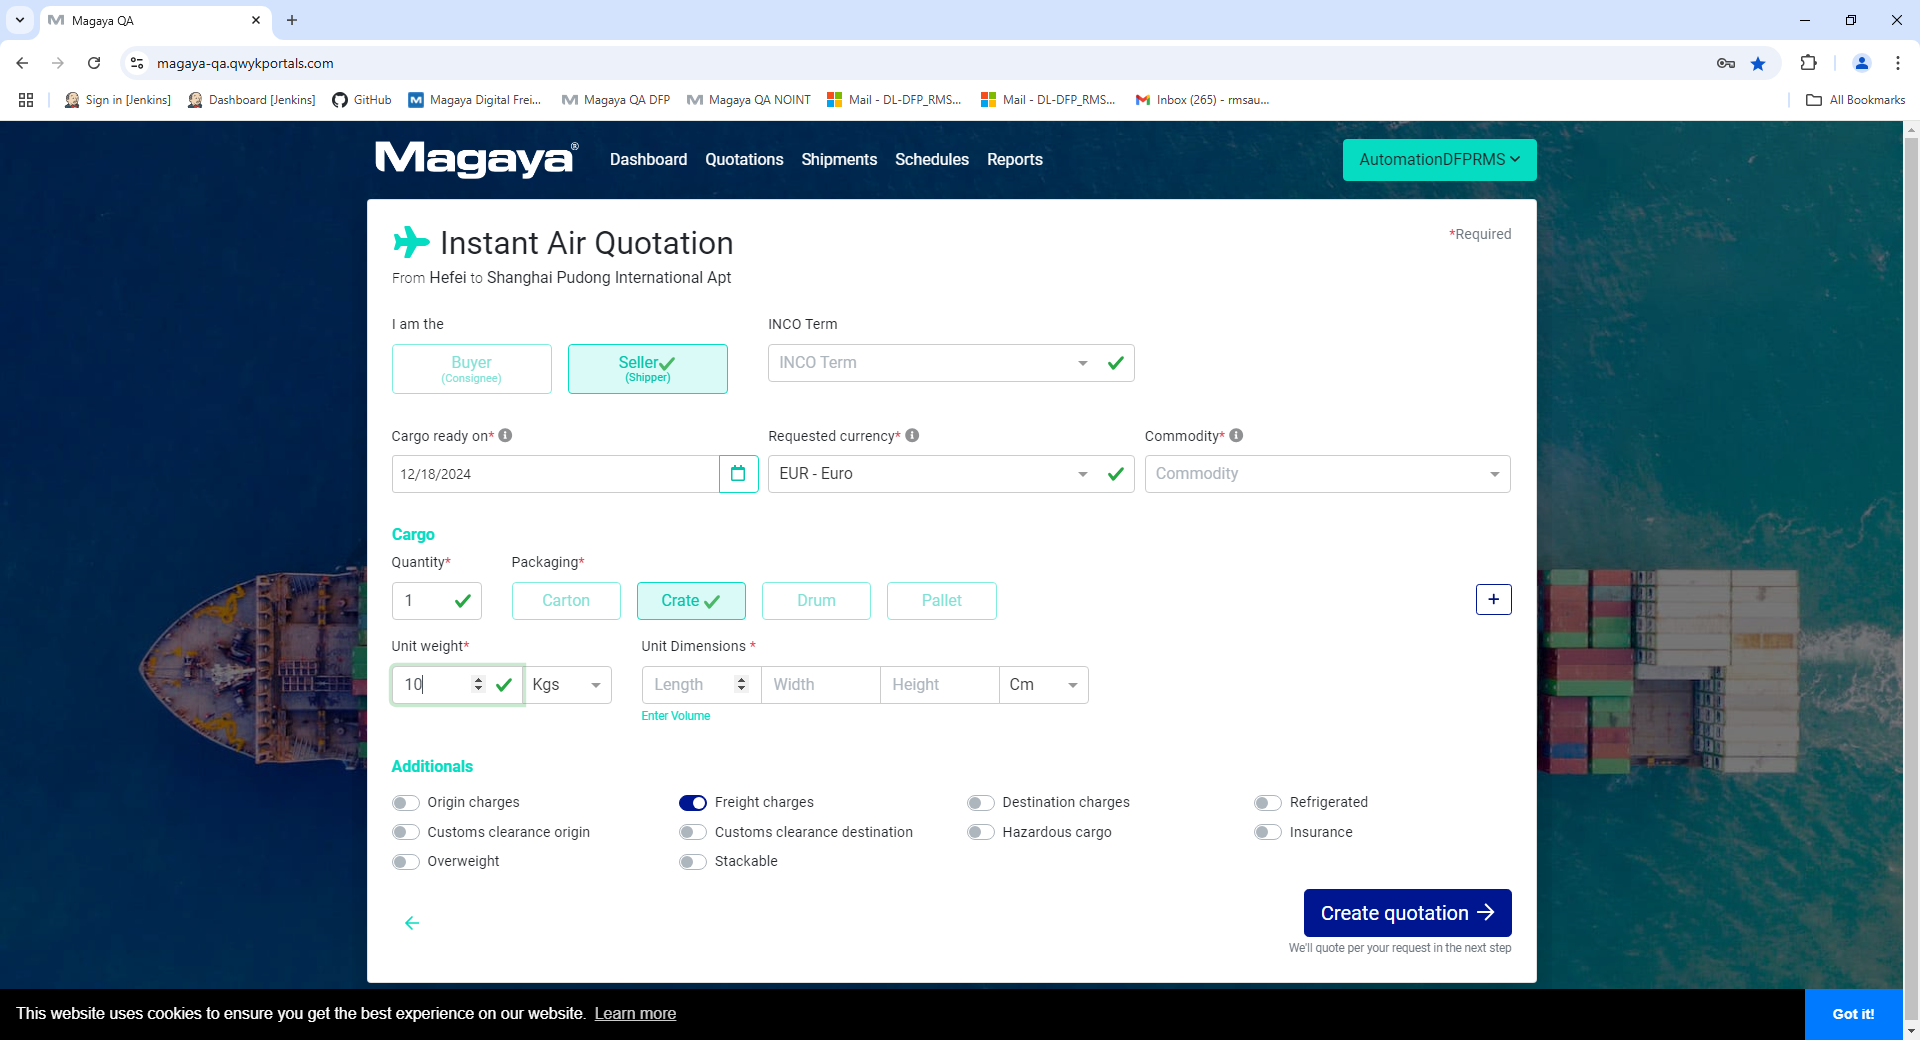 Magaya QA
magaya-qa.qwykportals.com
Sign in [Jenkins]
Dashboard [Jenkins]
GitHub
Magaya Digital Frei...
Magaya QA DFP
Magaya QA NOINT
Mail - DL-DFP_RMS...
Mail - DL-DFP_RMS...
Inbox (265) - rmsau...
All Bookmarks
Magaya®
Dashboard
Quotations
Shipments
Schedules
Reports
AutomationDFPRMS
Instant Air Quotation
*Required
From Hefei to Shanghai Pudong International Apt
I am the
INCO Term
Buyer
(Consignee)
Seller
(Shipper)
INCO Term
Cargo ready on*
Requested currency*
Commodity*
12/18/2024
EUR - Euro
Commodity
Cargo
Quantity*
Packaging*
1
Carton
Crate
Drum
Pallet
+
Unit weight*
Unit Dimensions *
10
Kgs
Length
Width
Height
Cm
Enter Volume
Additionals
Origin charges
Freight charges
Destination charges
Refrigerated
Customs clearance origin
Customs clearance destination
Hazardous cargo
Insurance
Overweight
Stackable
Create quotation
We'll quote per your request in the next step
This website uses cookies to ensure you get the best experience on our website. Learn more
Got it!